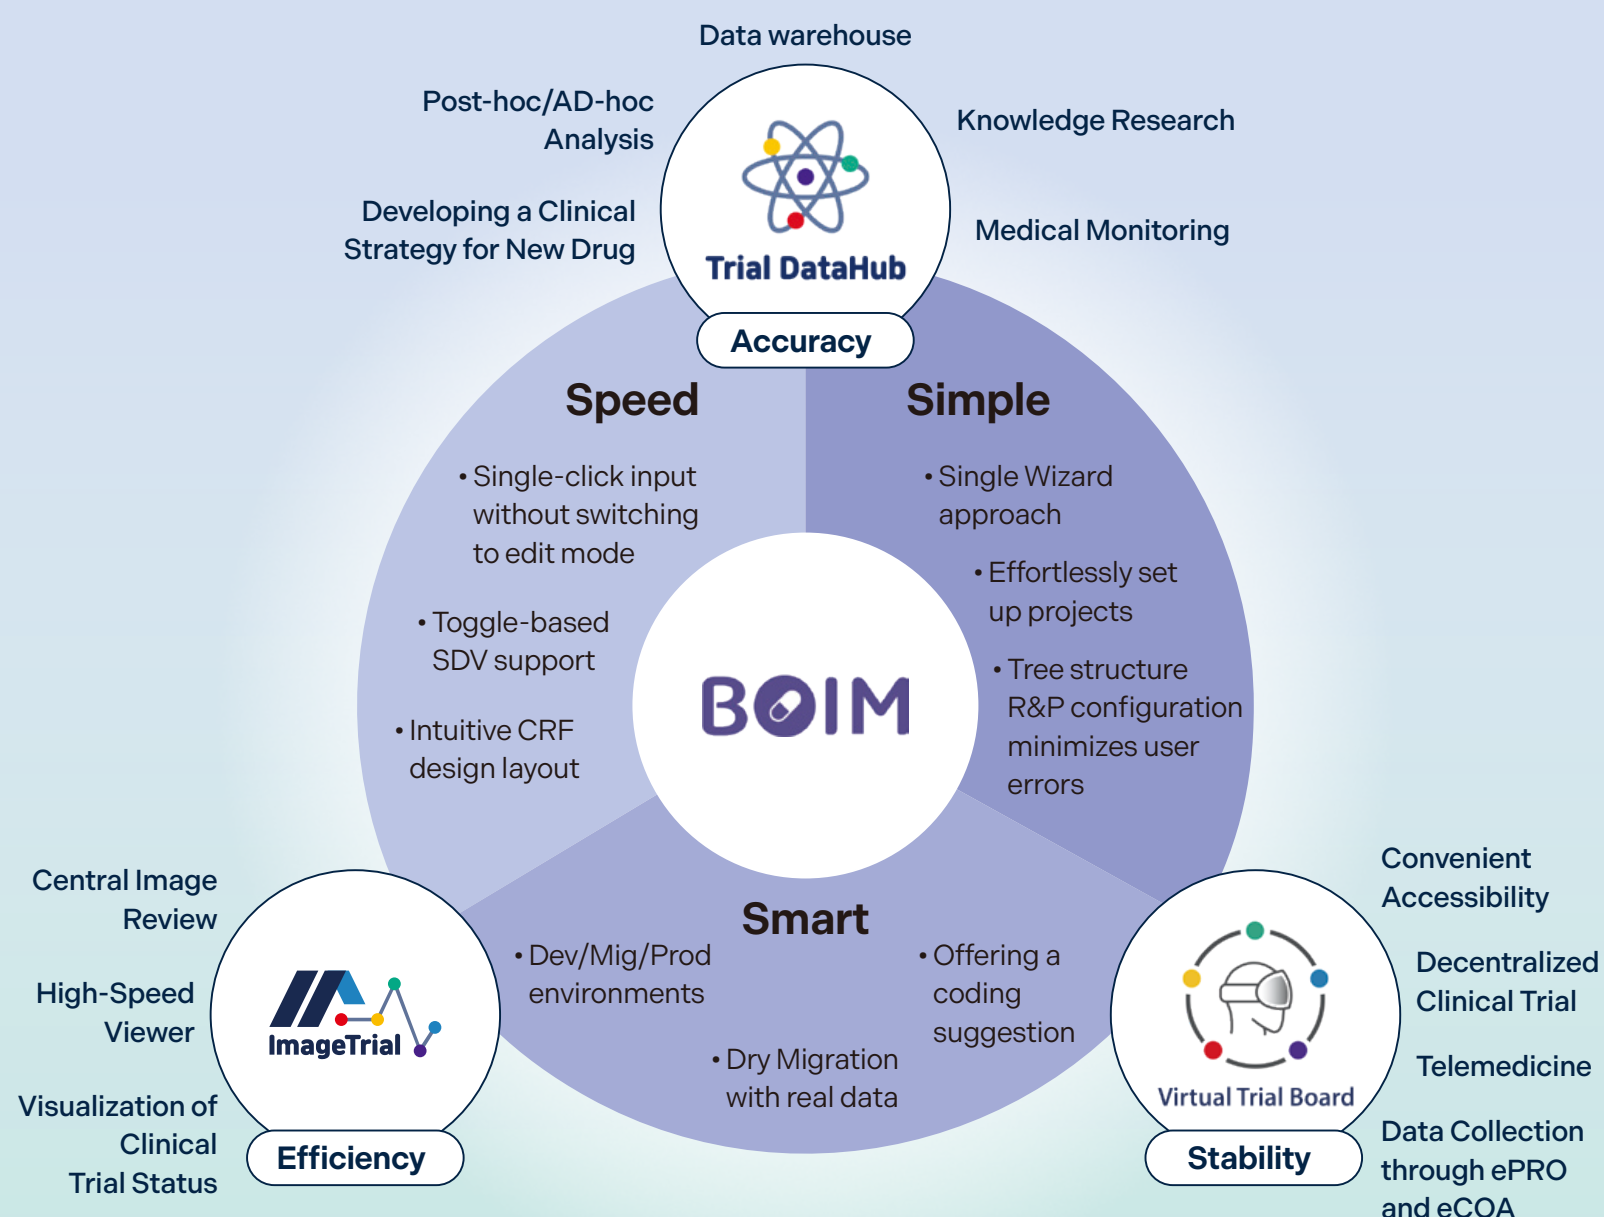 Data warehouse
Post-hoc/AD-hoc
Analysis
Developing a Clinical
Strategy for New Drug
Knowledge Research
Medical Monitoring
Trial DataHub
Accuracy
Speed
• Single-click input
without switching
to edit mode
• Toggle-based
SDV support
• Intuitive CRF
design layout
Simple
• Single Wizard
approach
• Effortlessly set
up projects
• Tree structure
R&P configuration
minimizes user
errors
BOIM
Smart
• Dev/Mig/Prod
environments
• Dry Migration
with real data
• Offering a
coding
suggestion
Central Image
Review
High-Speed
Viewer
Visualization of
Clinical
Trial Status
ImageTrial
Efficiency
Virtual Trial Board
Stability
Convenient
Accessibility
Decentralized
Clinical Trial
Telemedicine
Data Collection
through ePRO
and eCOA